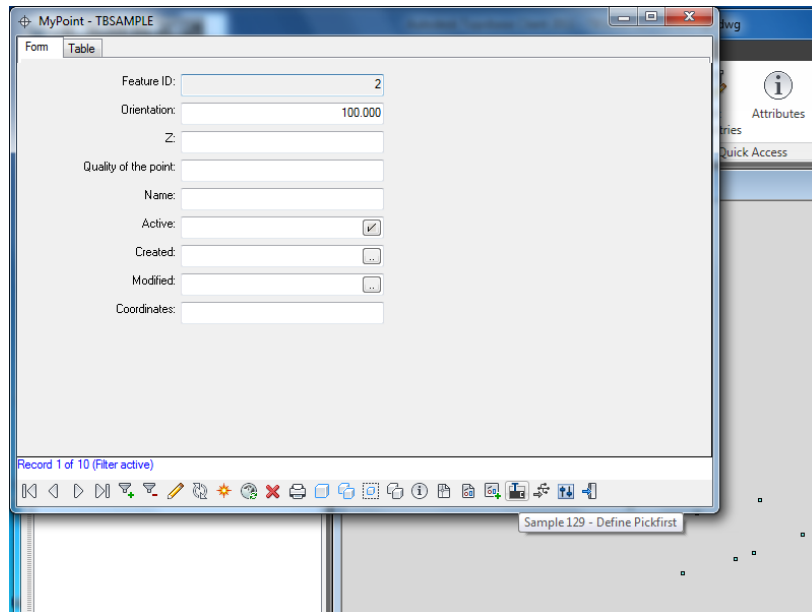 MyPoint - TBSAMPLE
dwg
Form
Table
Feature ID:
2
Orientation:
100.000
Z:
Quality of the point:
Name:
Active:
Created:
..
Modified:
..
Coordinates:
Attributes
tries
Quick Access
Record 1 of 10 (Filter active)
Sample 129 - Define Pickfirst